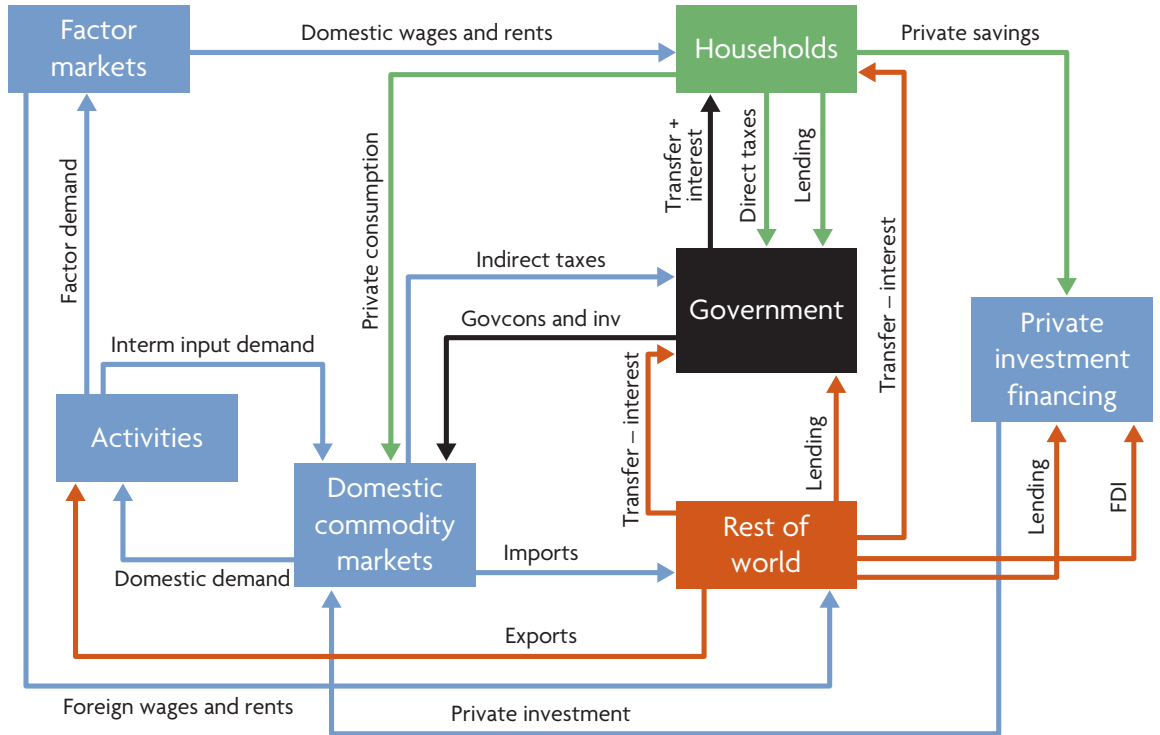 Factor
markets
Domestic wages and rents
Households
Private savings
Factor demand
Private consumption
Transfer +
interest
Direct taxes
Lending
Transfer – interest
Indirect taxes
Government
Govcons and inv
Private
investment
financing
Interm input demand
Activities
Transfer – interest
Lending
Lending
FDI
Domestic
commodity
markets
Rest of
world
Imports
Domestic demand
Exports
Foreign wages and rents
Private investment